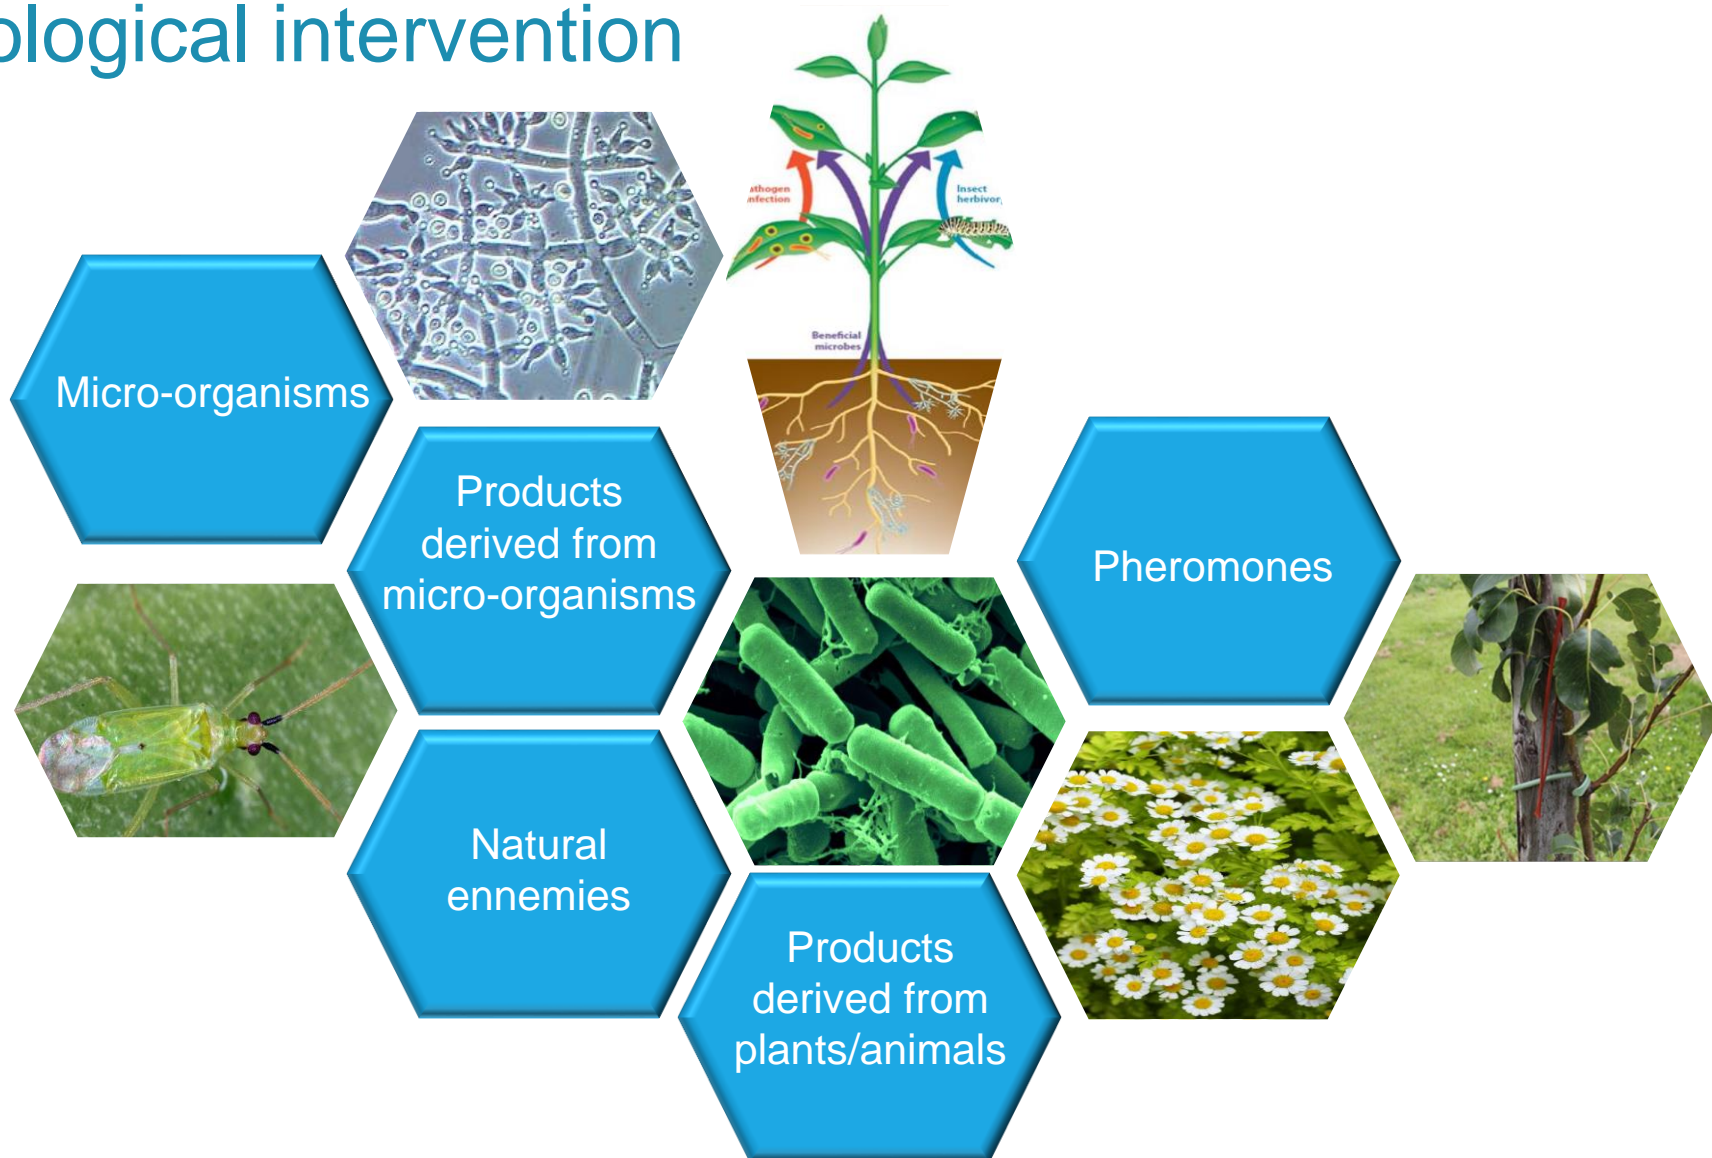 ological intervention
athogen
nfection
Insect
herbivor
Beneficial
microbes
Micro-organisms
Products
derived from
micro-organisms
Pheromones
Natural
ennemies
Products
derived from
plants/animals